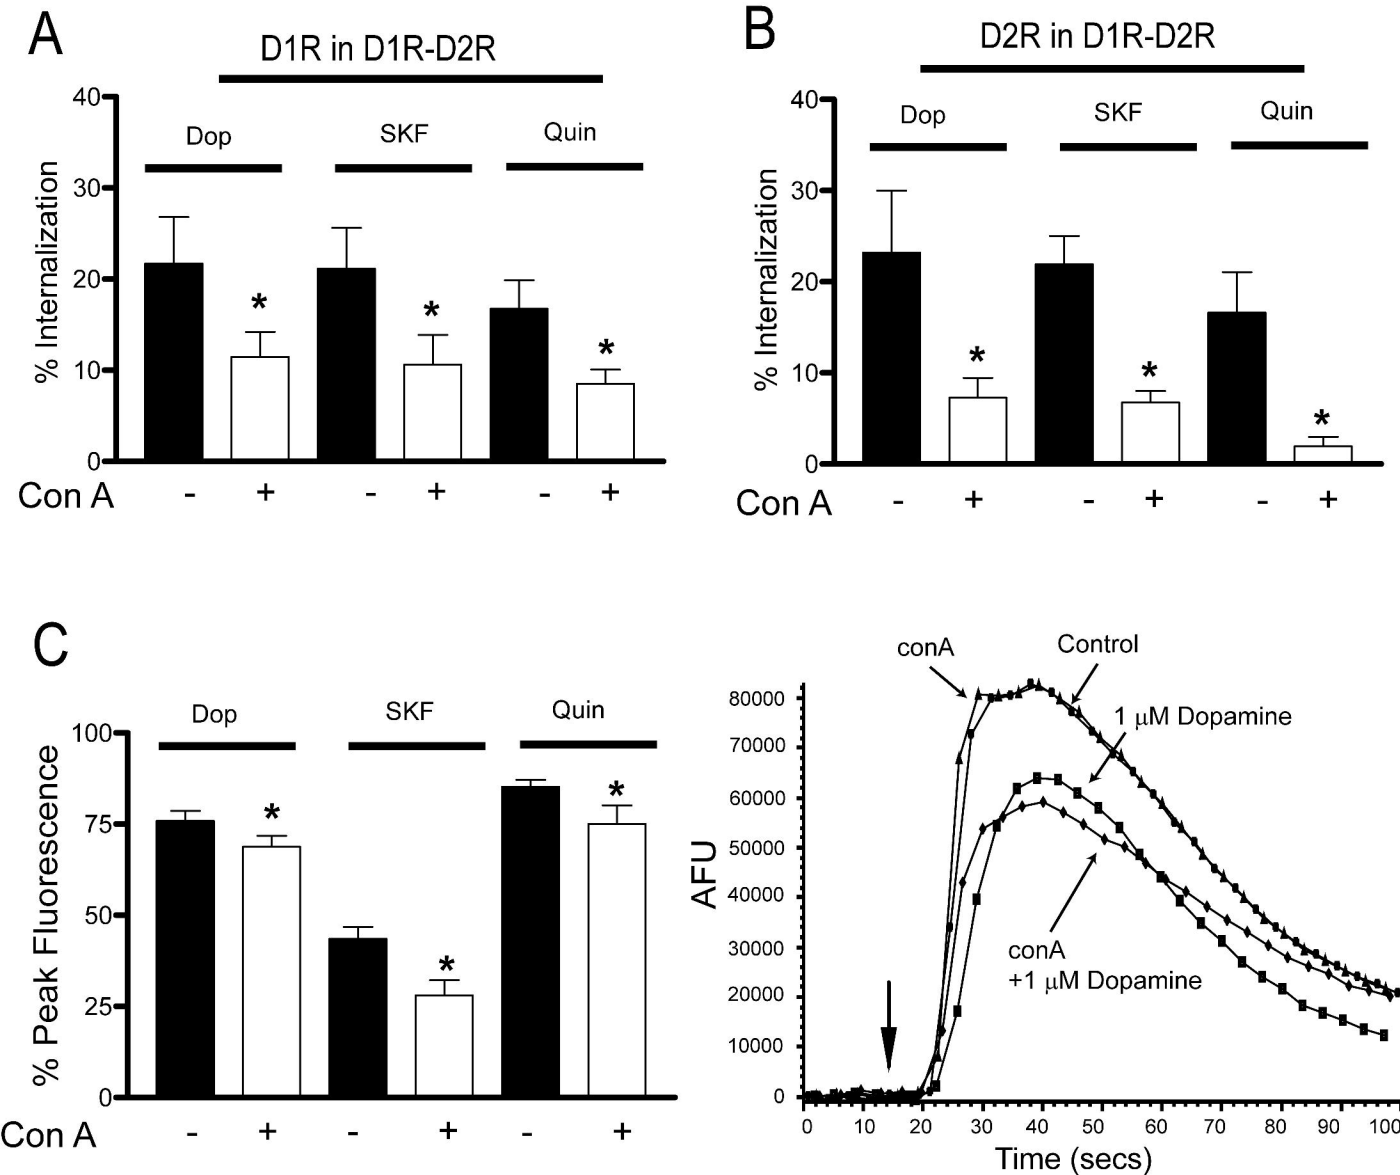 A
D1R in D1R-D2R
40
30
20
10
0
% Internalization
Dop
SKF
Quin
*
*
*
Con A - + - + - +
B
D2R in D1R-D2R
40
30
20
10
0
% Internalization
Dop
SKF
Quin
*
*
*
Con A - + - + - +
C
100
75
50
25
0
% Peak Fluorescence
Dop
SKF
Quin
*
*
*
Con A - + - + - +
conA
Control
1 μM Dopamine
conA
+1 μM Dopamine
80000
70000
60000
50000
40000
30000
20000
10000
0
AFU
0 10 20 30 40 50 60 70 80 90 100
Time (secs)